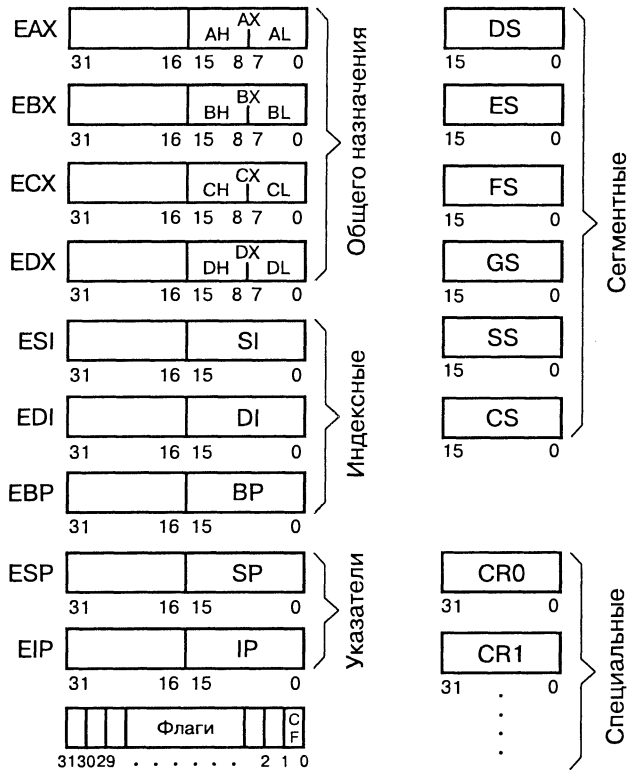 EAX AX AH AL
31 16 15 8 7 0
EBX BX BH BL
31 16 15 8 7 0
ECX CX CH CL
31 16 15 8 7 0
EDX DX DH DL
31 16 15 8 7 0
Общего назначения
ESI SI
31 16 15 0
EDI DI
31 16 15 0
EBP BP
31 16 15 0
Индексные
ESP SP
31 16 15 0
EIP IP
31 16 15 0
Указатели
Флаги CF
31 30 29 . . . . . . 2 1 0
DS
15 0
ES
15 0
FS
15 0
GS
15 0
SS
15 0
CS
15 0
Сегментные
CR0
31 0
CR1
31 0
Специальные